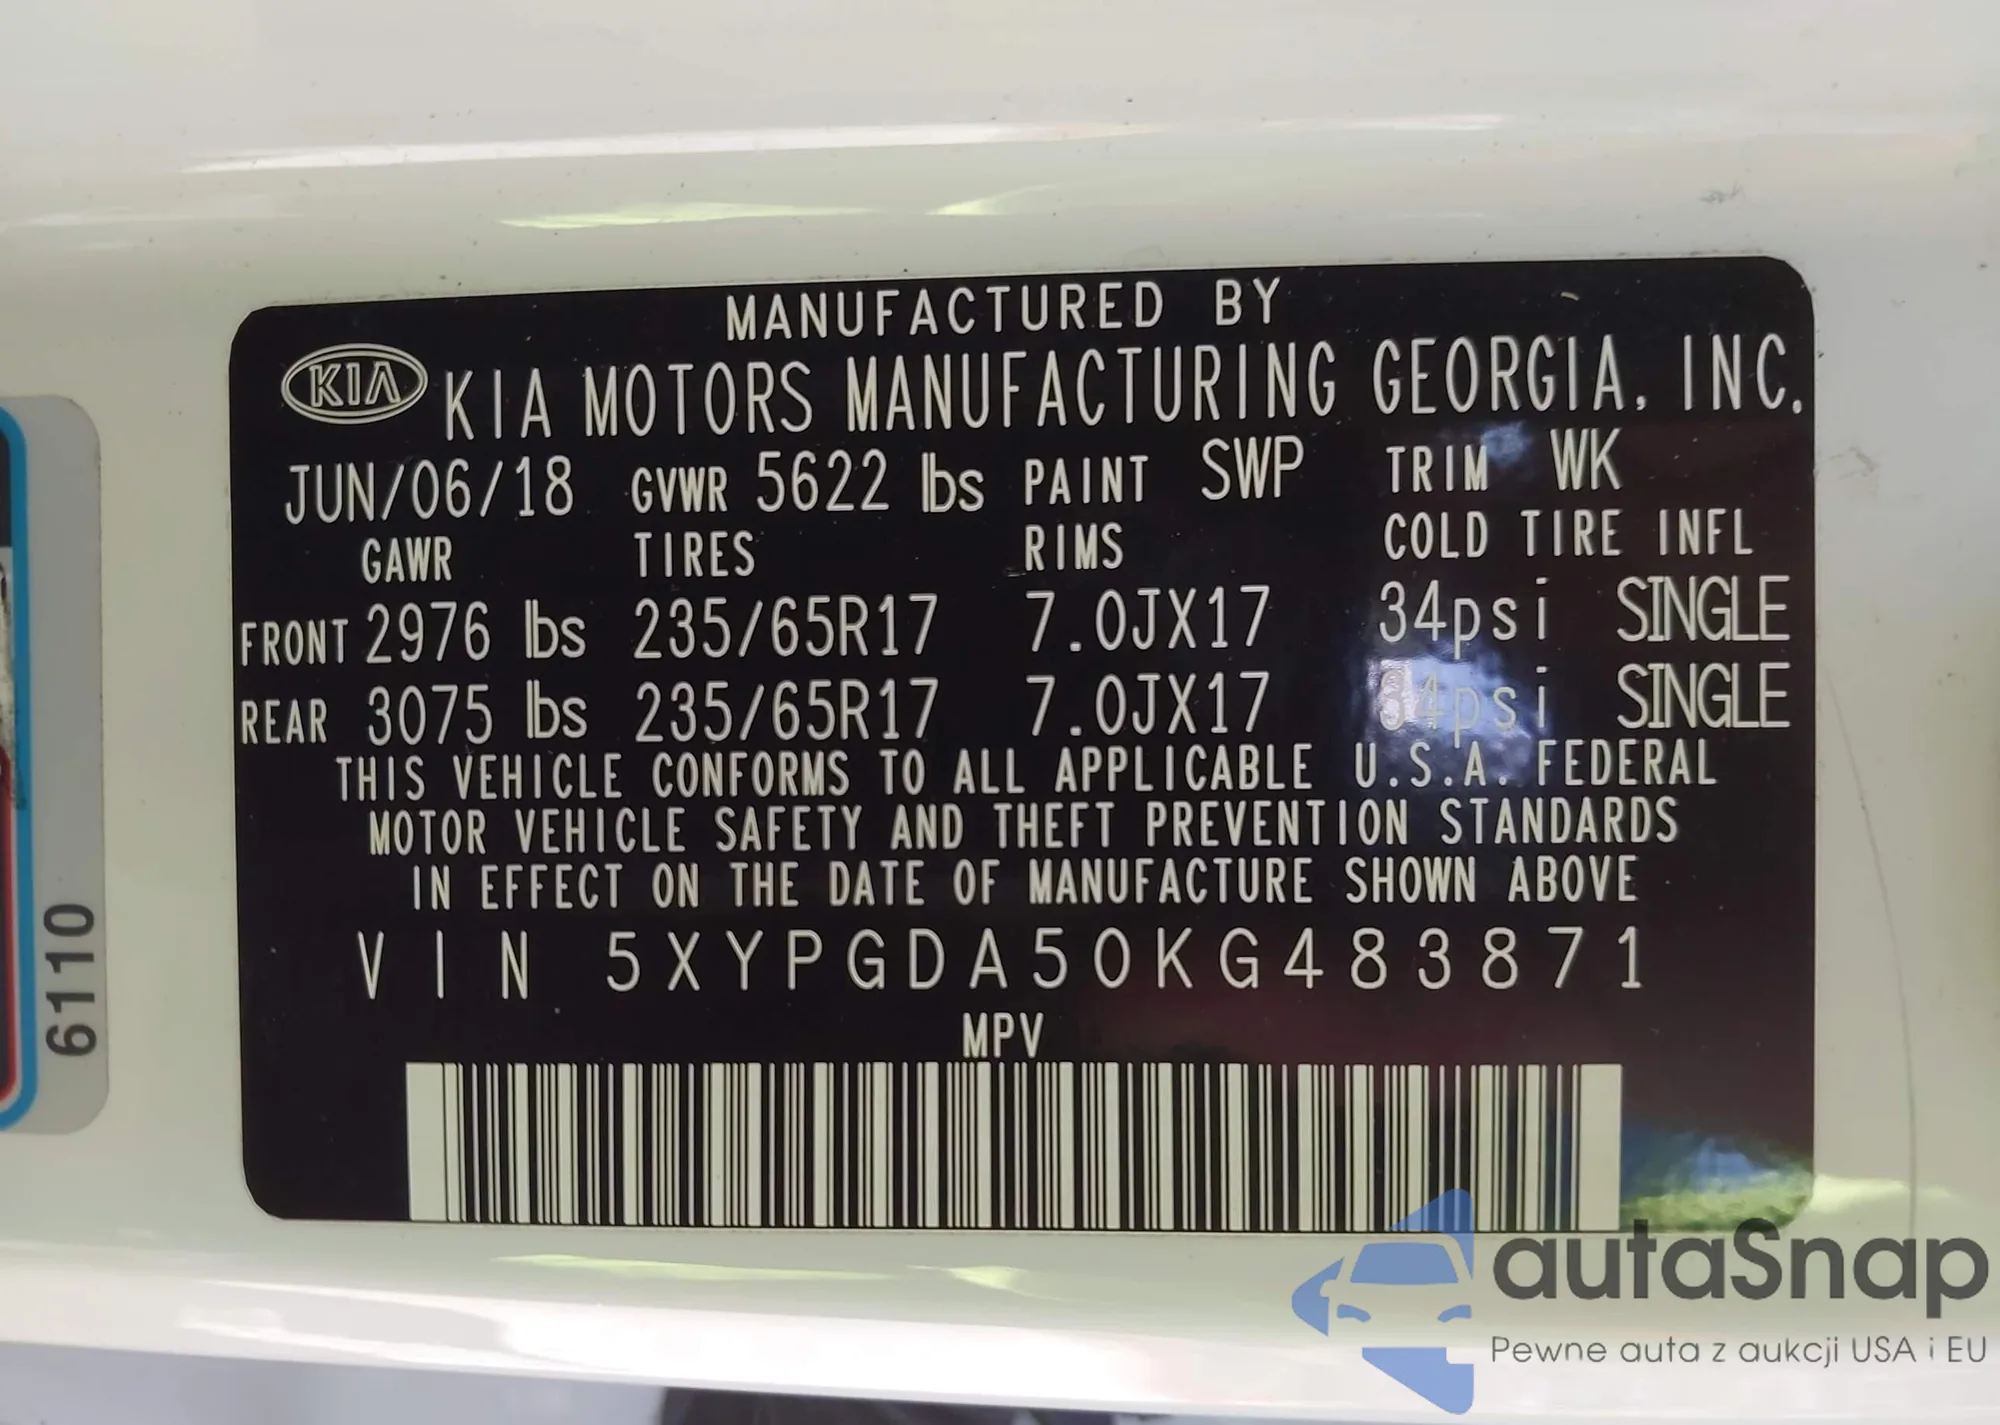 MANUFACTURED BY
KIA KIA MOTORS MANUFACTURING GEORGIA, INC.
JUN/06/18 GVWR 5622 lbs PAINT SWP TRIM WK
GAWR TIRES RIMS COLD TIRE INFL
FRONT 2976 lbs 235/65R17 7.0JX17 34psi SINGLE
REAR 3075 lbs 235/65R17 7.0JX17 34psi SINGLE
THIS VEHICLE CONFORMS TO ALL APPLICABLE U.S.A. FEDERAL
MOTOR VEHICLE SAFETY AND THEFT PREVENTION STANDARDS
IN EFFECT ON THE DATE OF MANUFACTURE SHOWN ABOVE
VIN 5XYPGDA50KG483871
MPV
6110
autaSnap
Pewne auta z aukcji USA i EU